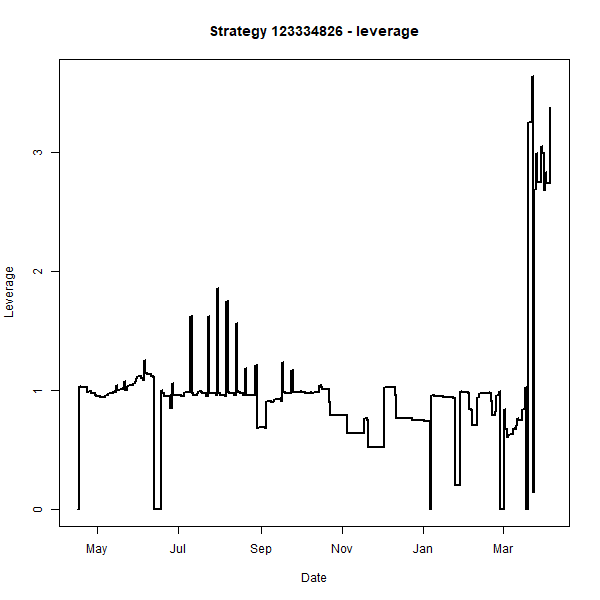 Strategy 123334826 - leverage
Leverage
3
2
1
0
May Jul Sep Nov Jan Mar
Date